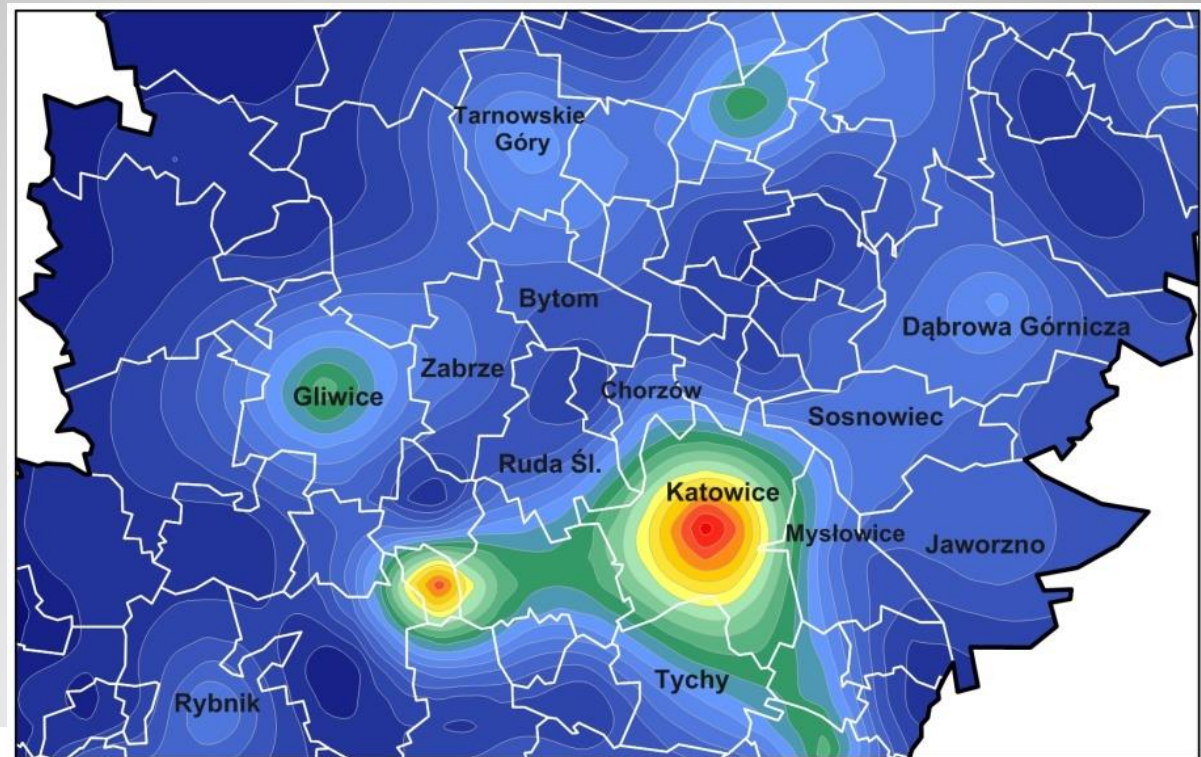 Tarnowskie
Góry
Bytom
Dąbrowa Górnicza
Zabrze
Gliwice
Chorzów
Sosnowiec
Ruda Śl.
Katowice
Mysłowice
Jaworzno
Tychy
Rybnik